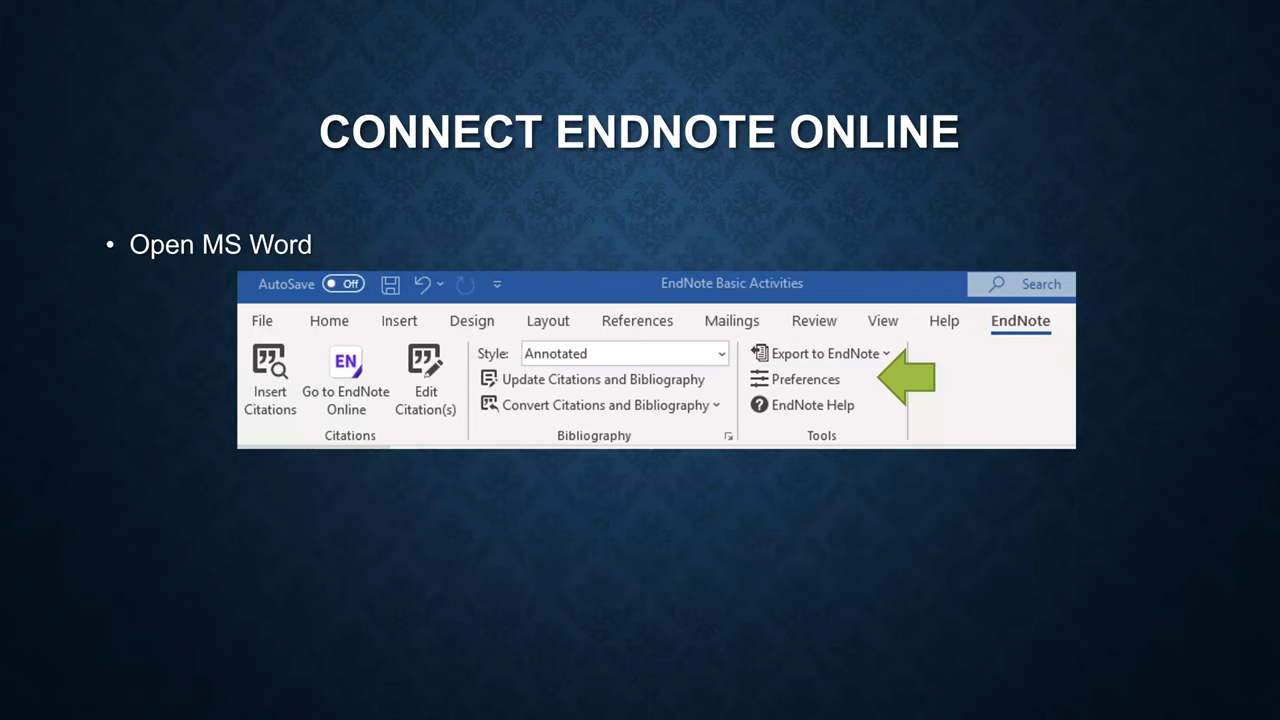 CONNECT ENDNOTE ONLINE
• Open MS Word
AutoSave Off EndNote Basic Activities Search
File Home Insert Design Layout References Mailings Review View Help EndNote
Insert Citations
EN
Go to EndNote Online
Edit Citation(s)
Citations
Style: Annotated
Update Citations and Bibliography
Convert Citations and Bibliography
Bibliography
Export to EndNote
Preferences
EndNote Help
Tools